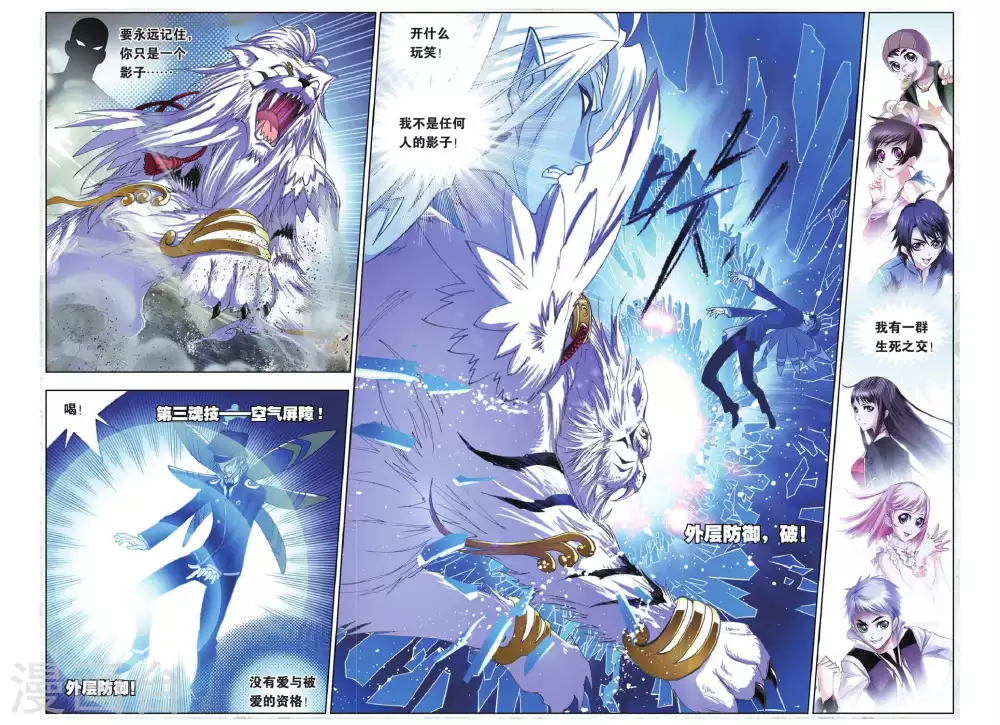 要永远记住,
你只是一个
影子……
喝!
第三魂技——空气屏障!
外层防御!
没有爱与被
爱的资格!
开什么
玩笑!
我不是任何
人的影子!
外层防御,破!
我有一群
生死之交!